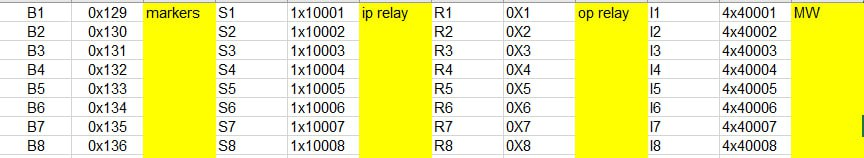 B1 0x129 markers S1 1x10001 ip relay R1 0X1 op relay I1 4x40001 MW
B2 0x130 S2 1x10002 R2 0X2 I2 4x40002
B3 0x131 S3 1x10003 R3 0X3 I3 4x40003
B4 0x132 S4 1x10004 R4 0X4 I4 4x40004
B5 0x133 S5 1x10005 R5 0X5 I5 4x40005
B6 0x134 S6 1x10006 R6 0X6 I6 4x40006
B7 0x135 S7 1x10007 R7 0X7 I7 4x40007
B8 0x136 S8 1x10008 R8 0X8 I8 4x40008